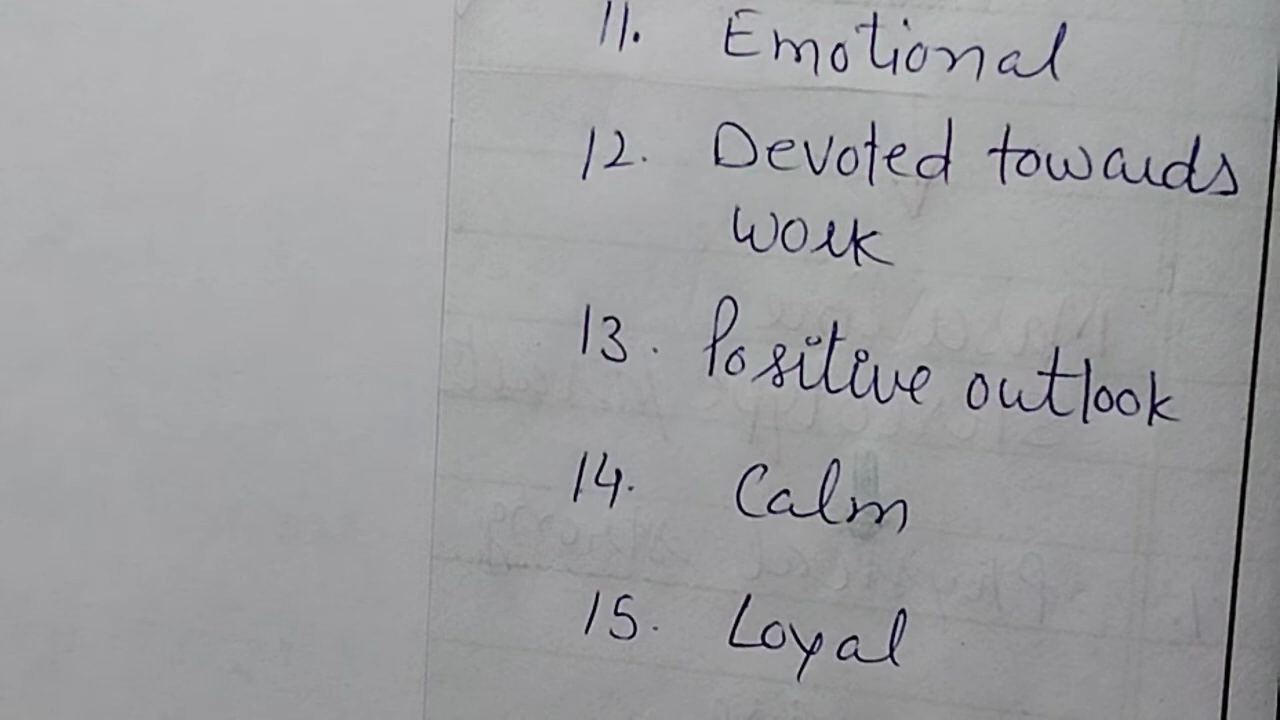 11. Emotional
12. Devoted towards
work
13. Positive outlook
14. Calm
15. Loyal